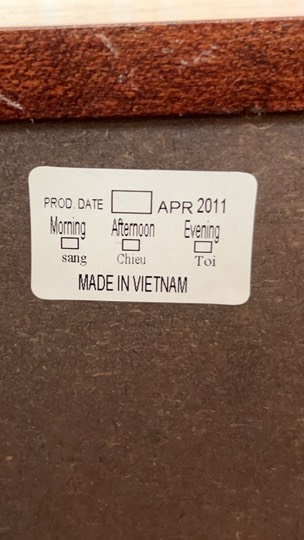 PROD. DATE APR 2011
Morning Afternoon Evening
sang Chieu Toi
MADE IN VIETNAM